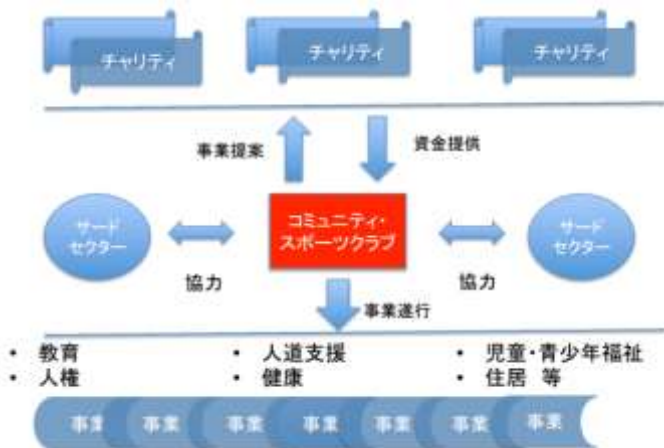 チャリティ
チャリティ
チャリティ
事業提案
資金提供
サード
セクター
コミュニティ・
スポーツクラブ
サード
セクター
協力
協力
事業遂行
• 教育
• 人権
• 人道支援
• 健康
• 児童・青少年福祉
• 住居 等
事業
事業
事業
事業
事業
事業
事業